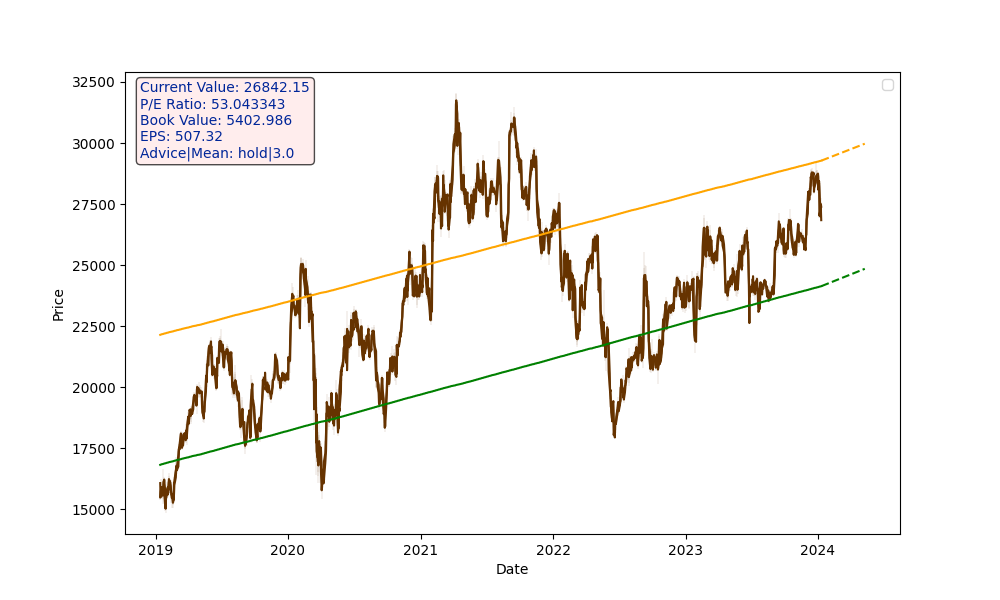 32500
30000
27500
25000
22500
20000
17500
15000
Price
Current Value: 26842.15
P/E Ratio: 53.043343
Book Value: 5402.986
EPS: 507.32
Advice|Mean: hold|3.0
2019 2020 2021 2022 2023 2024
Date